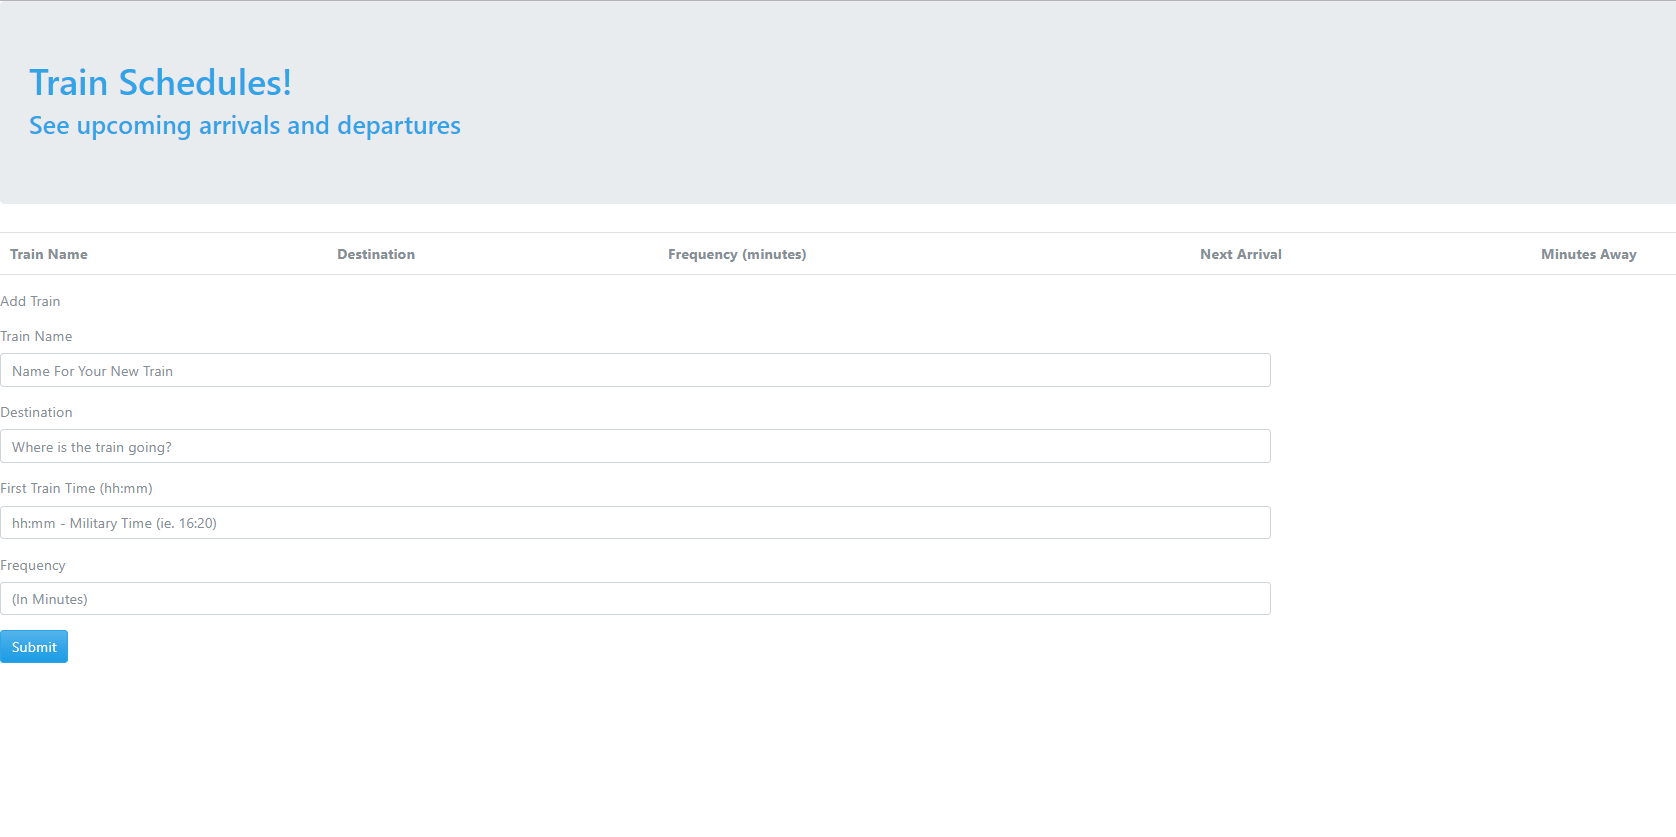 Train Schedules!
See upcoming arrivals and departures
Train Name Destination Frequency (minutes) Next Arrival Minutes Away
Add Train
Train Name
Name For Your New Train
Destination
Where is the train going?
First Train Time (hh:mm)
hh:mm - Military Time (ie. 16:20)
Frequency
(In Minutes)
Submit